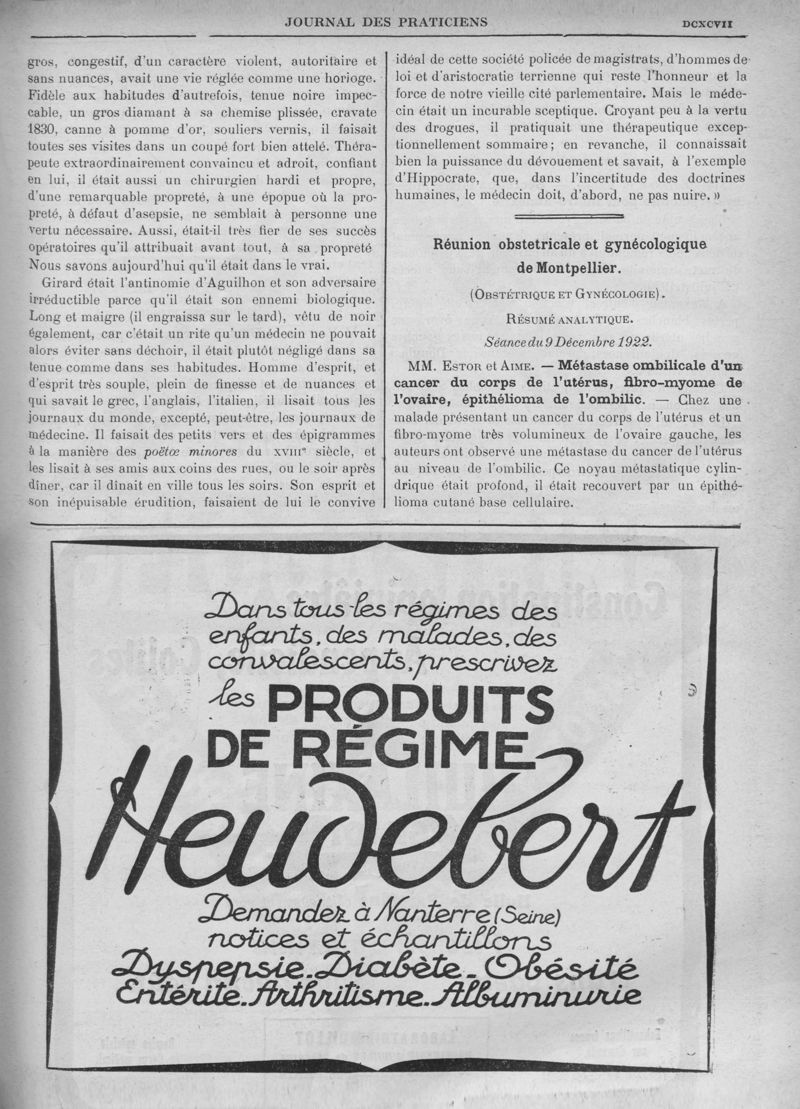 JOURNAL DES PRATICIENS
DCXCVII
gros, congestif, d'un caractère violent, autoritaire et
sans nuances, avait une vie réglée comme une horloge.
Fidèle aux habitudes d'autrefois, tenue noire impec-
cable, un gros diamant à sa chemise plissée, cravate
1830, canne à pomme d'or, souliers vernis, il faisait
toutes ses visites dans un coupé fort bien attelé. Théra-
peute extraordinairement convaincu et adroit, confiant
en lui, il était aussi un chirurgien hardi et propre,
d'une remarquable propreté, à une épopue où la pro-
preté, à défaut d'asepsie, ne semblait à personne une
vertu nécessaire. Aussi, était-il très fier de ses succès
opératoires qu'il attribuait avant tout, à sa propreté
Nous savons aujourd'hui qu'il était dans le vrai.
Girard était l'antinomie d'Aguilhon et son adversaire
irréductible parce qu'il était son ennemi biologique.
Long et maigre (il engraissa sur le tard), vêtu de noir
également, car c'était un rite qu'un médecin ne pouvait
alors éviter sans déchoir, il était plutôt négligé dans sa
tenue comme dans ses habitudes. Homme d'esprit, et
d'esprit très souple, plein de finesse et de nuances et
qui savait le grec, l'anglais, l'italien, il lisait tous les
journaux du monde, excepté, peut-être, les journaux de
médecine. Il faisait des petits vers et des épigrammes
à la manière des poëtœ minores du XVIIIe siècle, et
les lisait à ses amis aux coins des rues, ou le soir après
dîner, car il dînait en ville tous les soirs. Son esprit et
son inépuisable érudition, faisaient de lui le convive
idéal de cette société policée de magistrats, d'hommes de
loi et d'aristocratie terrienne qui reste l'honneur et la
force de notre vieille cité parlementaire. Mais le méde-
cin était un incurable sceptique. Croyant peu à la vertu
des drogues, il pratiquait une thérapeutique excep-
tionnellement sommaire ; en revanche, il connaissait
bien la puissance du dévouement et savait, à l'exemple
d'Hippocrate, que, dans l'incertitude des doctrines
humaines, le médecin doit, d'abord, ne pas nuire. »
Réunion obstetricale et gynécologique
de Montpellier.
(OBSTÉTRIQUE ET GYNÉCOLOGIE).
RÉSUMÉ ANALYTIQUE.
Séance du 9 Décembre 1922.
MM. ESTOR et AIME. — Métastase ombilicale d'un
cancer du corps de l'utérus, fibro-myome de
l'ovaire, épithélioma de l'ombilic. — Chez une
malade présentant un cancer du corps de l'utérus et un
fibro-myome très volumineux de l'ovaire gauche, les
auteurs ont observé une métastase du cancer de l'utérus
au niveau de l'ombilic. Ce noyau métastatique cylin-
drique était profond, il était recouvert par un épithé-
lioma cutané base cellulaire.
Dans tous les régimes des
enfants, des malades, des
convalescents, prescrivez
les PRODUITS
DE RÉGIME
Heudebert
Demandez à Nanterre (Seine)
notices et échantillons
Dyspepsie - Diabète - Obésité
Entérite - Arthritisme - Albuminurie